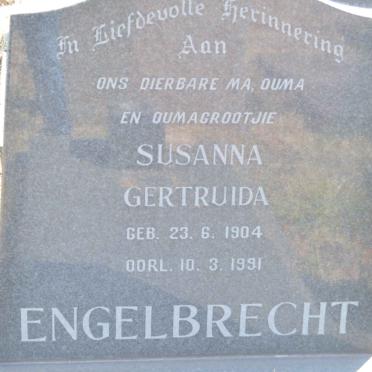 In Liefdevolle Herinnering
Aan
ONS DIERBARE MA, OUMA
EN OUMAGROOTJIE
SUSANNA
GERTRUIDA
GEB. 23. 6. 1904
OORL. 10. 3. 1991
ENGELBRECHT